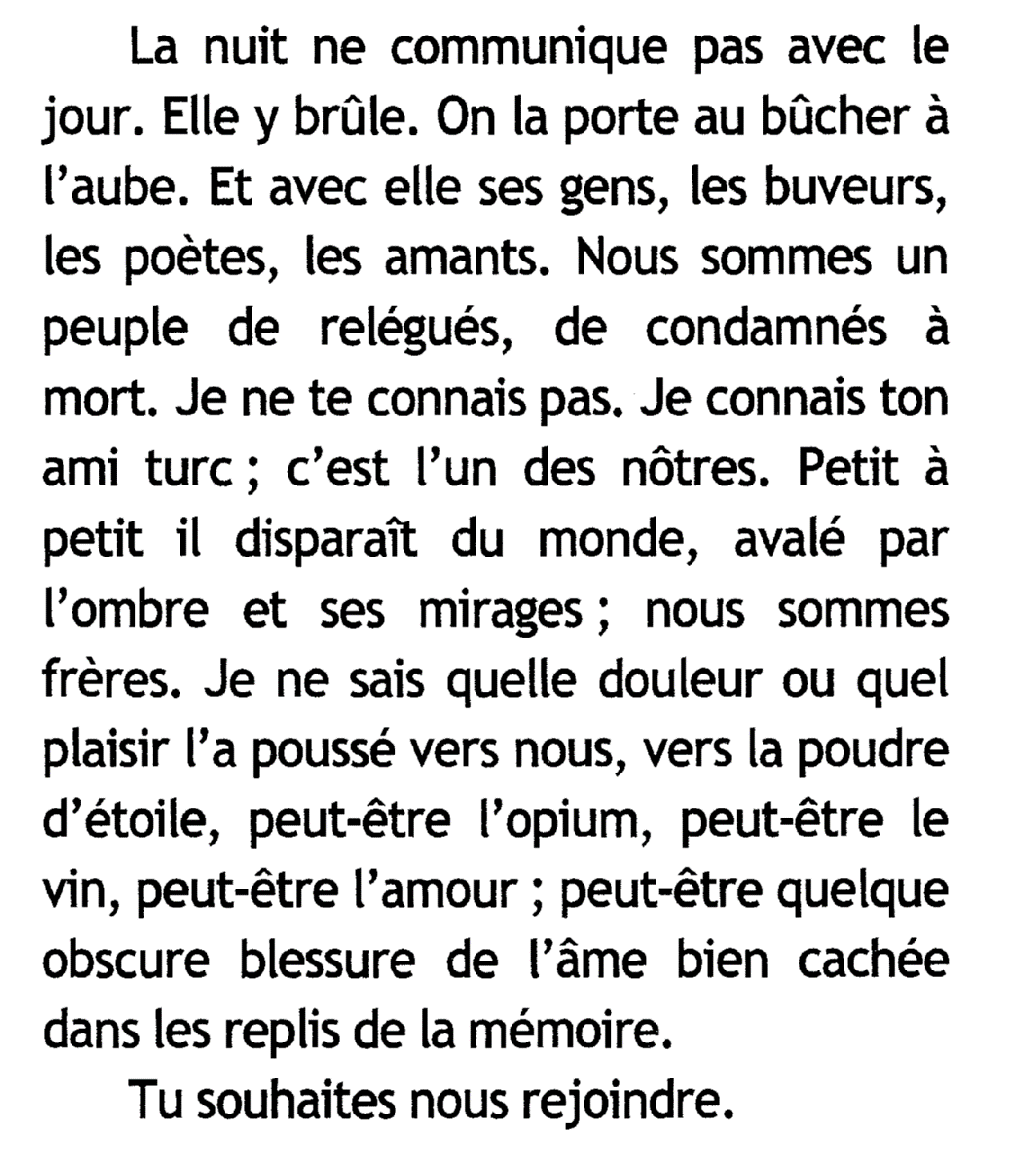 La nuit ne communique pas avec le
jour. Elle y brûle. On la porte au bûcher à
l’aube. Et avec elle ses gens, les buveurs,
les poètes, les amants. Nous sommes un
peuple de relégués, de condamnés à
mort. Je ne te connais pas. Je connais ton
ami turc ; c’est l’un des nôtres. Petit à
petit il disparaît du monde, avalé par
l’ombre et ses mirages ; nous sommes
frères. Je ne sais quelle douleur ou quel
plaisir l’a poussé vers nous, vers la poudre
d’étoile, peut-être l’opium, peut-être le
vin, peut-être l’amour ; peut-être quelque
obscure blessure de l’âme bien cachée
dans les replis de la mémoire.
Tu souhaites nous rejoindre.